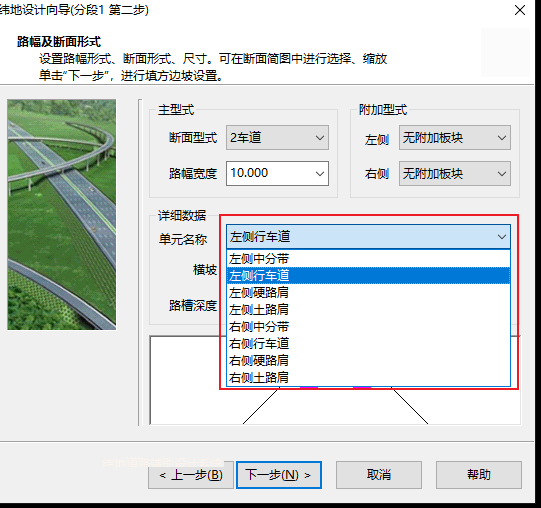 纬地设计向导(分段1 第二步)
路幅及断面形式
设置路幅形式、断面形式、尺寸。可在断面简图中进行选择、缩放
单击“下一步”，进行填方边坡设置。
主型式
附加型式
断面型式 2车道
左侧 无附加板块
路幅宽度 10.000
右侧 无附加板块
详细数据
单元名称 左侧行车道
横坡
路槽深度
左侧中分带
左侧行车道
左侧硬路肩
左侧土路肩
右侧中分带
右侧行车道
右侧硬路肩
右侧土路肩
< 上一步(B) 下一步(N) > 取消 帮助